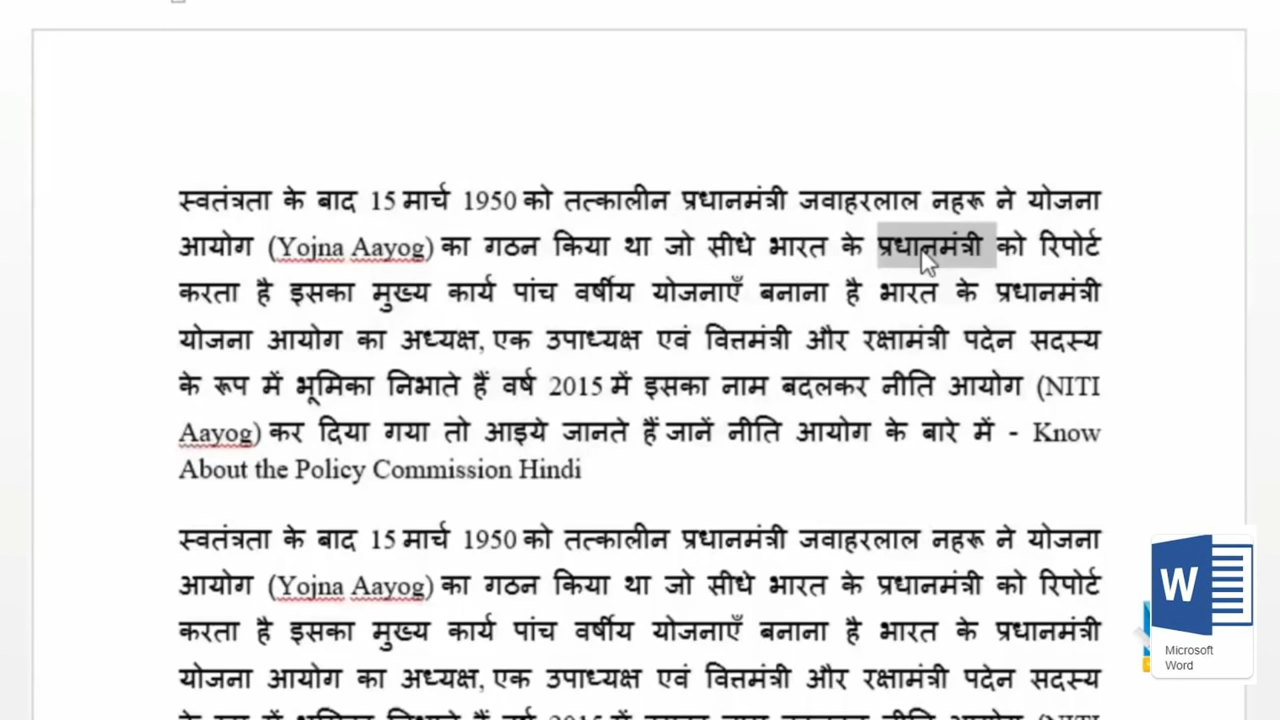 स्वतंत्रता के बाद 15 मार्च 1950 को तत्कालीन प्रधानमंत्री जवाहरलाल नहरू ने योजना
आयोग (Yojna Aayog) का गठन किया था जो सीधे भारत के प्रधानमंत्री को रिपोर्ट
करता है इसका मुख्य कार्य पांच वर्षीय योजनाएँ बनाना है भारत के प्रधानमंत्री
योजना आयोग का अध्यक्ष, एक उपाध्यक्ष एवं वित्तमंत्री और रक्षामंत्री पदेन सदस्य
के रूप में भूमिका निभाते हैं वर्ष 2015 में इसका नाम बदलकर नीति आयोग (NITI
Aayog) कर दिया गया तो आइये जानते हैं जानें नीति आयोग के बारे में - Know
About the Policy Commission Hindi
स्वतंत्रता के बाद 15 मार्च 1950 को तत्कालीन प्रधानमंत्री जवाहरलाल नहरू ने योजना
आयोग (Yojna Aayog) का गठन किया था जो सीधे भारत के प्रधानमंत्री को रिपोर्ट
करता है इसका मुख्य कार्य पांच वर्षीय योजनाएँ बनाना है भारत के प्रधानमंत्री
योजना आयोग का अध्यक्ष, एक उपाध्यक्ष एवं वित्तमंत्री और रक्षामंत्री पदेन सदस्य
W
Microsoft
Word